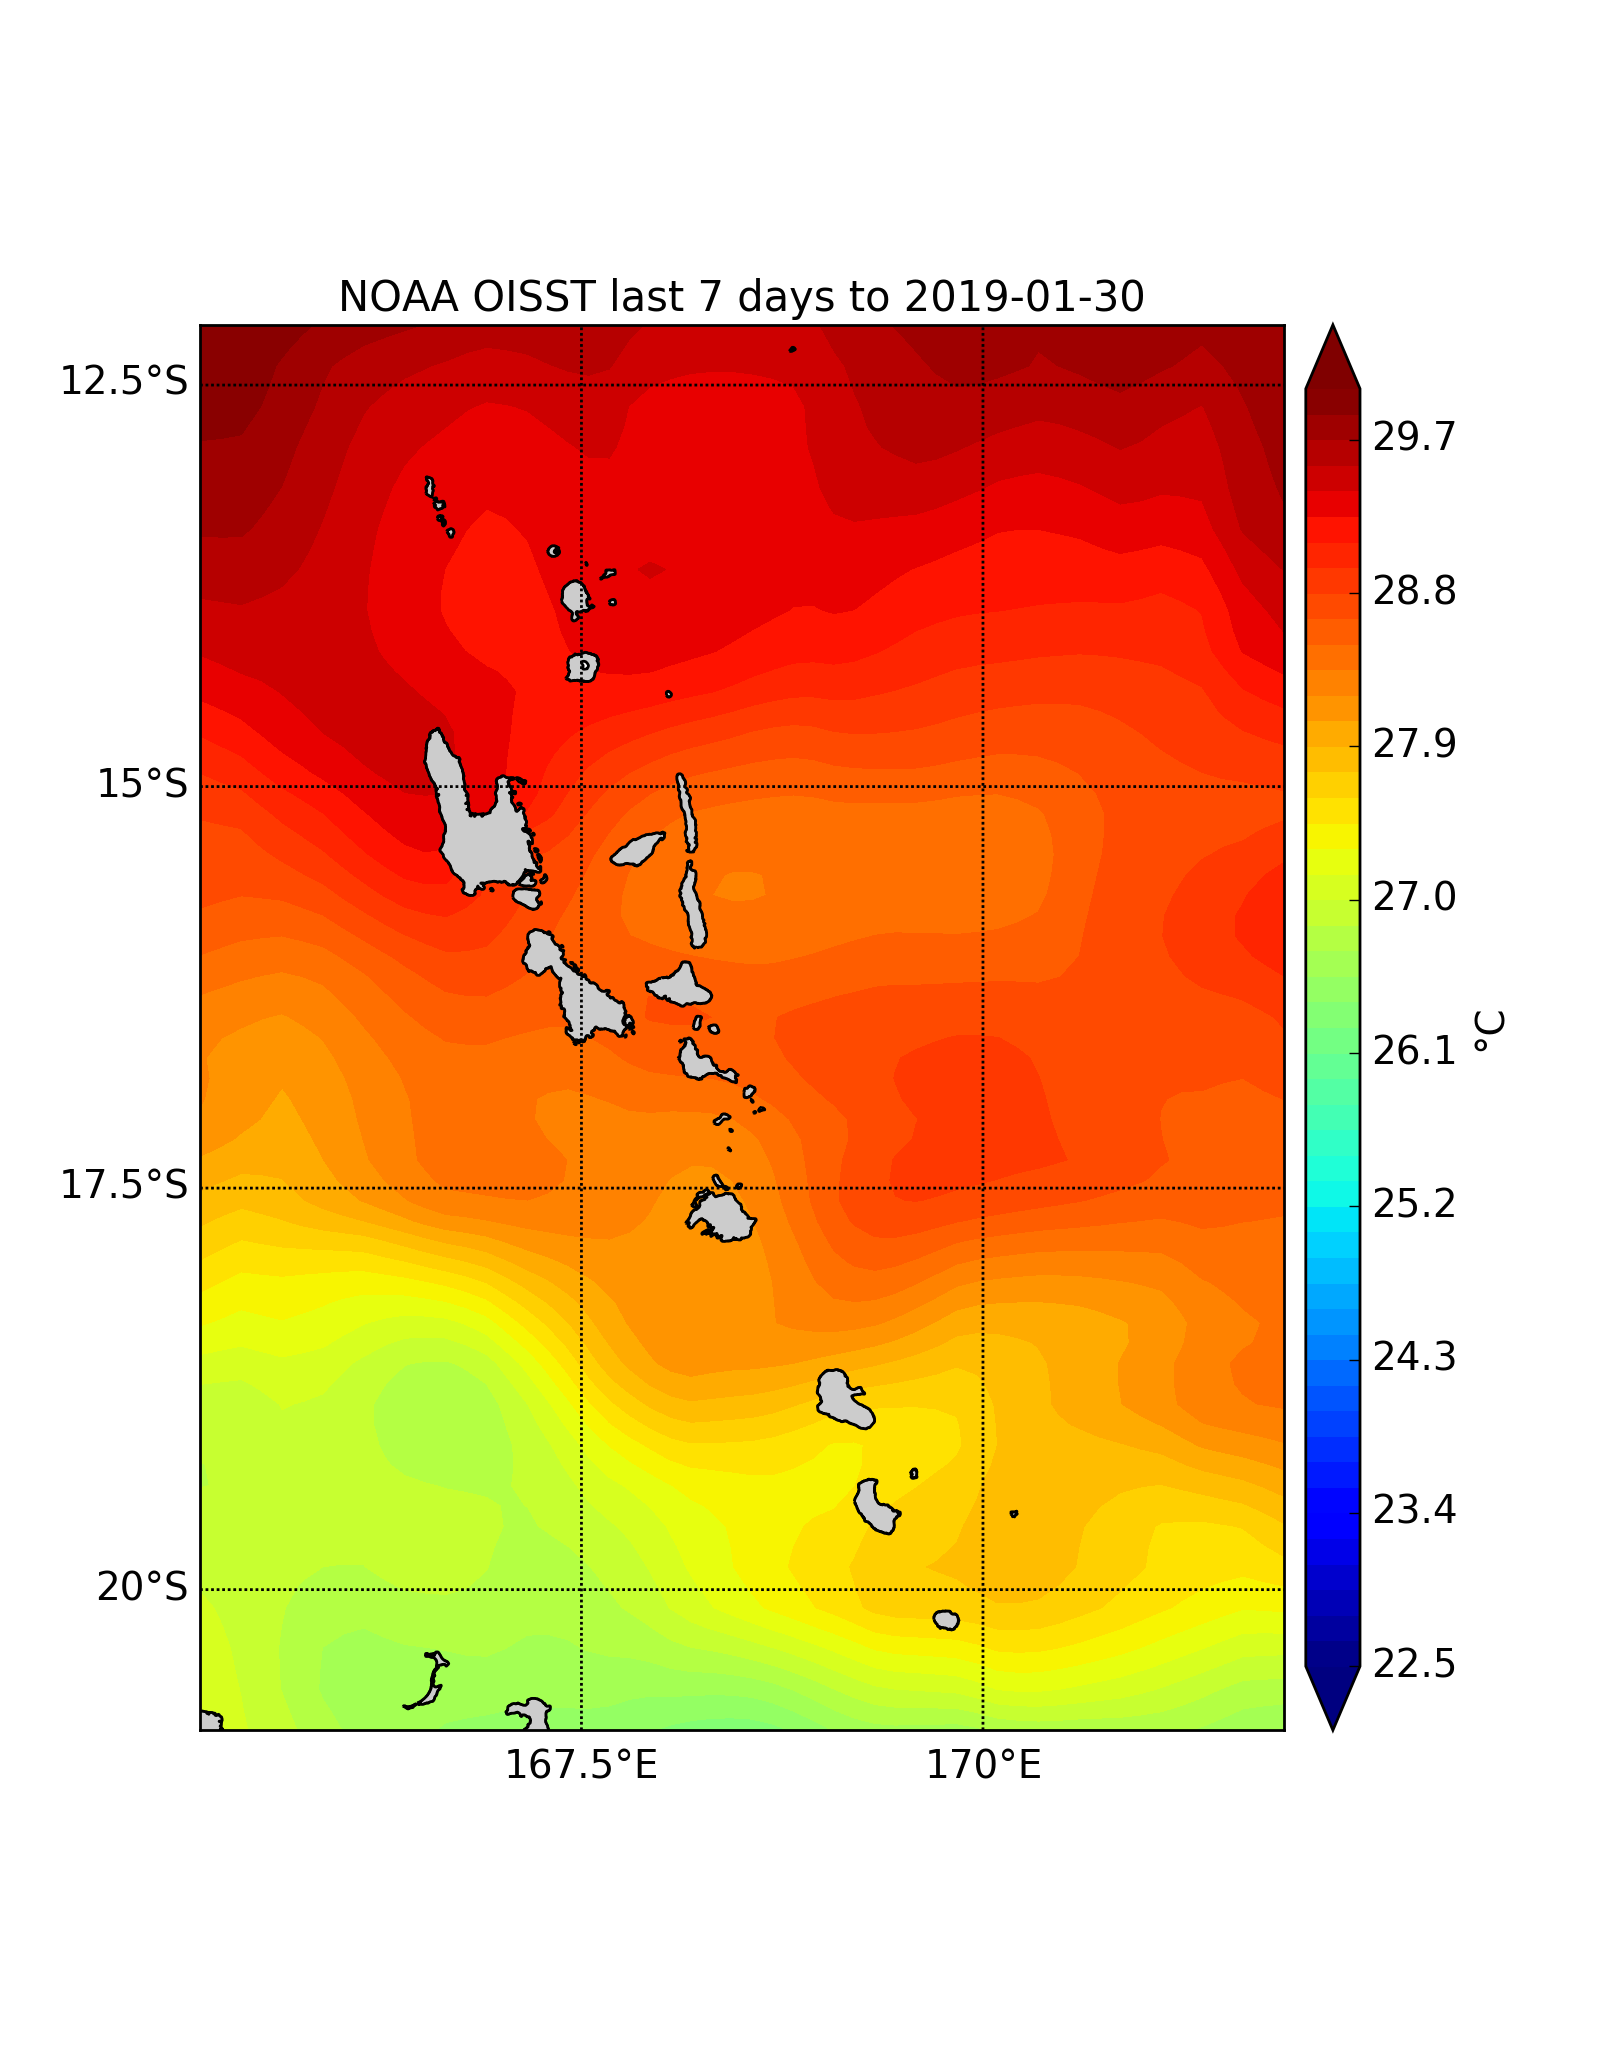 NOAA OISST last 7 days to 2019-01-30
12.5°S
15°S
17.5°S
20°S
167.5°E
170°E
29.7
28.8
27.9
27.0
26.1
25.2
24.3
23.4
22.5
°C